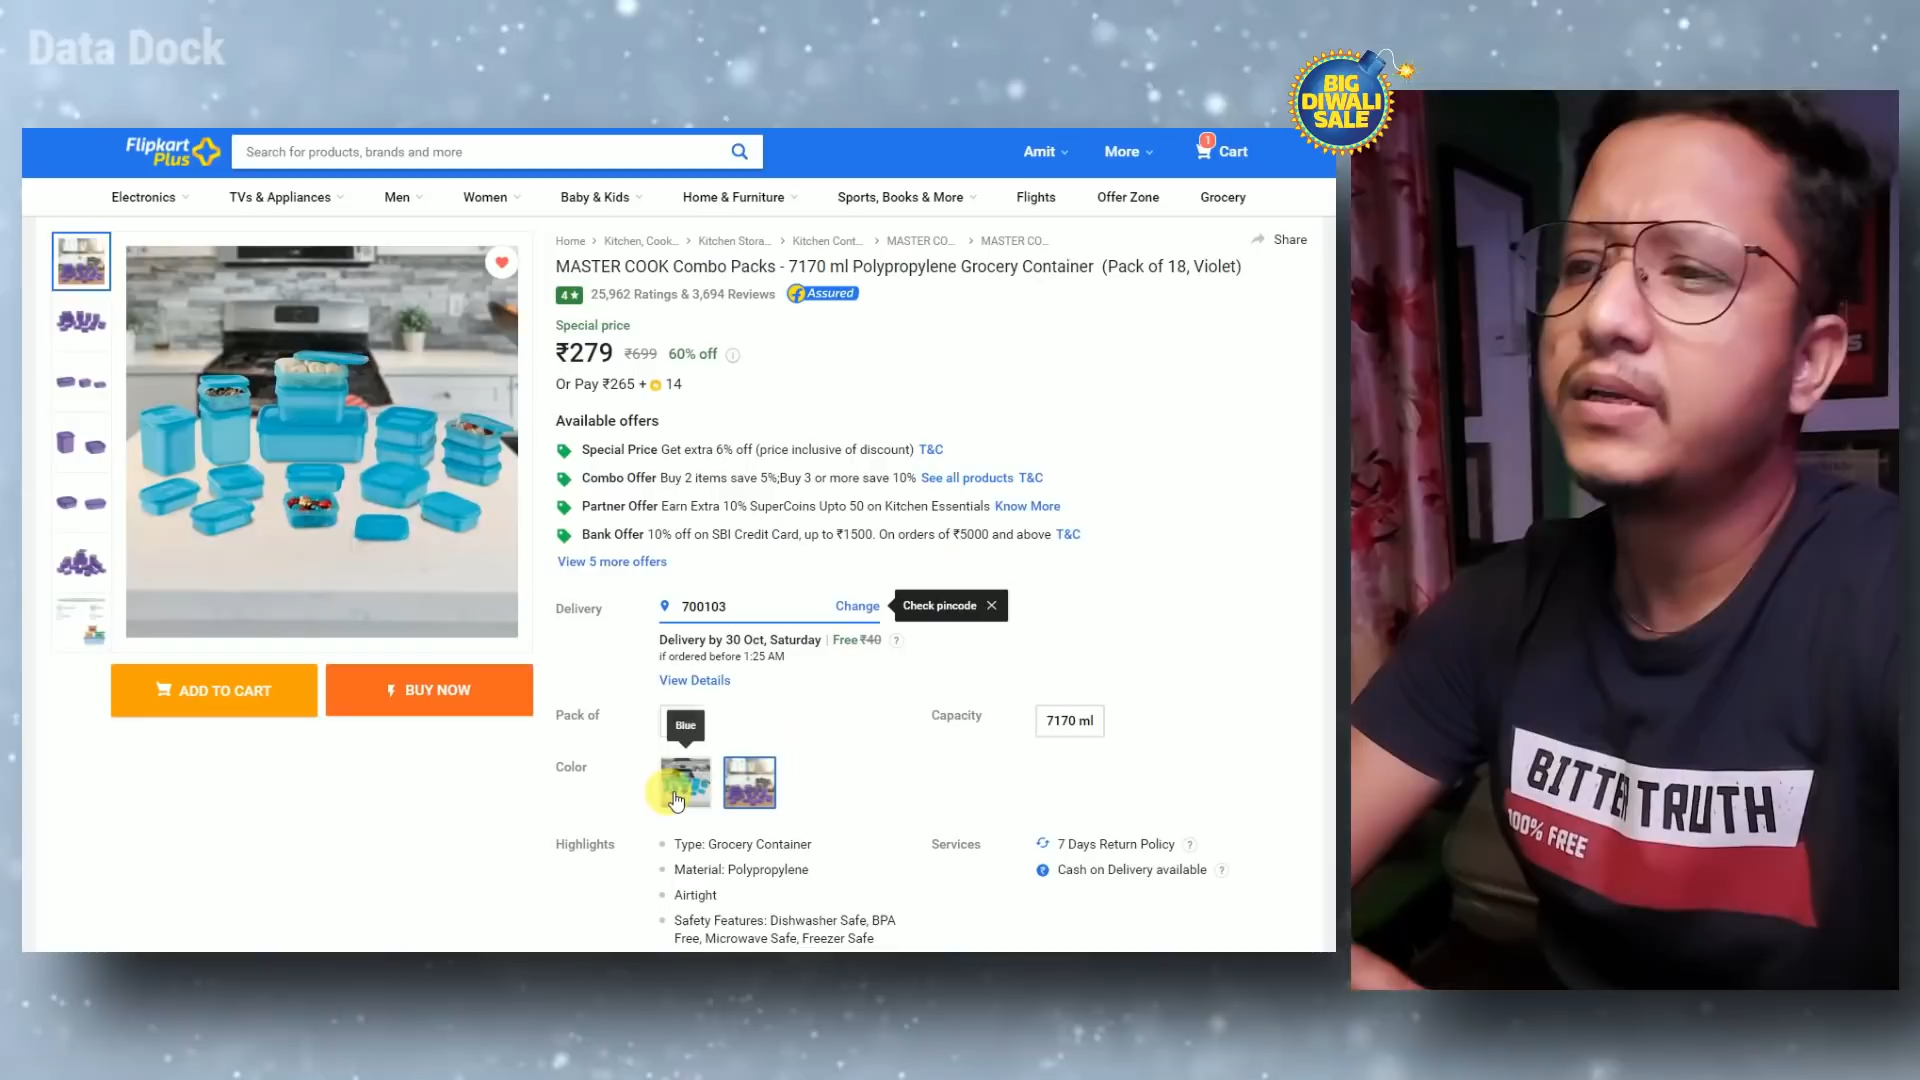 Data Dock
BIG
DIWALI
SALE
Flipkart
Plus
Search for products, brands and more
Amit
More
1
Cart
Electronics
TVs & Appliances
Men
Women
Baby & Kids
Home & Furniture
Sports, Books & More
Flights
Offer Zone
Grocery
Home
Kitchen, Cook...
Kitchen Stora...
Kitchen Cont...
MASTER CO...
MASTER CO...
Share
MASTER COOK Combo Packs - 7170 ml Polypropylene Grocery Container (Pack of 18, Violet)
4★ 25,962 Ratings & 3,694 Reviews
Assured
Special price
₹279 ₹699 60% off
Or Pay ₹265 + 14
Available offers
Special Price Get extra 6% off (price inclusive of discount) T&C
Combo Offer Buy 2 items save 5%;Buy 3 or more save 10% See all products T&C
Partner Offer Earn Extra 10% SuperCoins Upto 50 on Kitchen Essentials Know More
Bank Offer 10% off on SBI Credit Card, up to ₹1500. On orders of ₹5000 and above T&C
View 5 more offers
Delivery
700103
Change
Check pincode
Delivery by 30 Oct, Saturday | Free ₹40 ?
if ordered before 1:25 AM
View Details
ADD TO CART
BUY NOW
Pack of
Blue
Capacity
7170 ml
Color
Highlights
Type: Grocery Container
Material: Polypropylene
Airtight
Safety Features: Dishwasher Safe, BPA
Free, Microwave Safe, Freezer Safe
Services
7 Days Return Policy ?
Cash on Delivery available ?
BITTER TRUTH
100% FREE